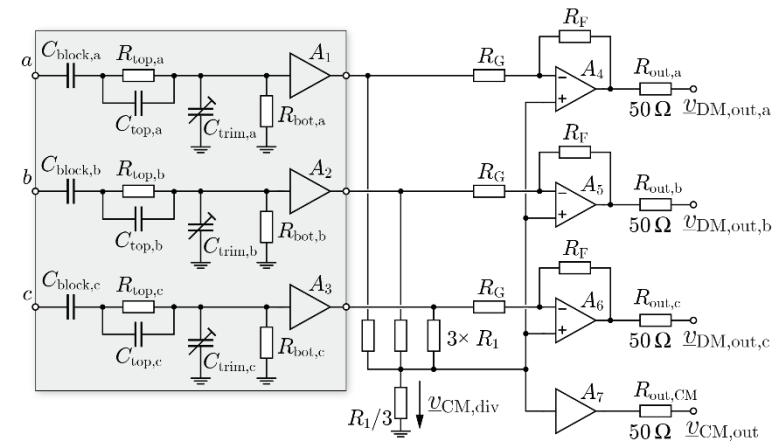 R_F
C_block,a R_top,a A_1 R_G A_4 R_out,a
a
C_top,a C_trim,a R_bot,a 50 Ω v_DM,out,a
R_F
C_block,b R_top,b A_2 R_G A_5 R_out,b
b
C_top,b C_trim,b R_bot,b 50 Ω v_DM,out,b
R_F
C_block,c R_top,c A_3 R_G A_6 R_out,c
c
C_top,c C_trim,c R_bot,c 3× R_1 50 Ω v_DM,out,c
R_1/3 v_CM,div A_7 R_out,CM
50 Ω v_CM,out